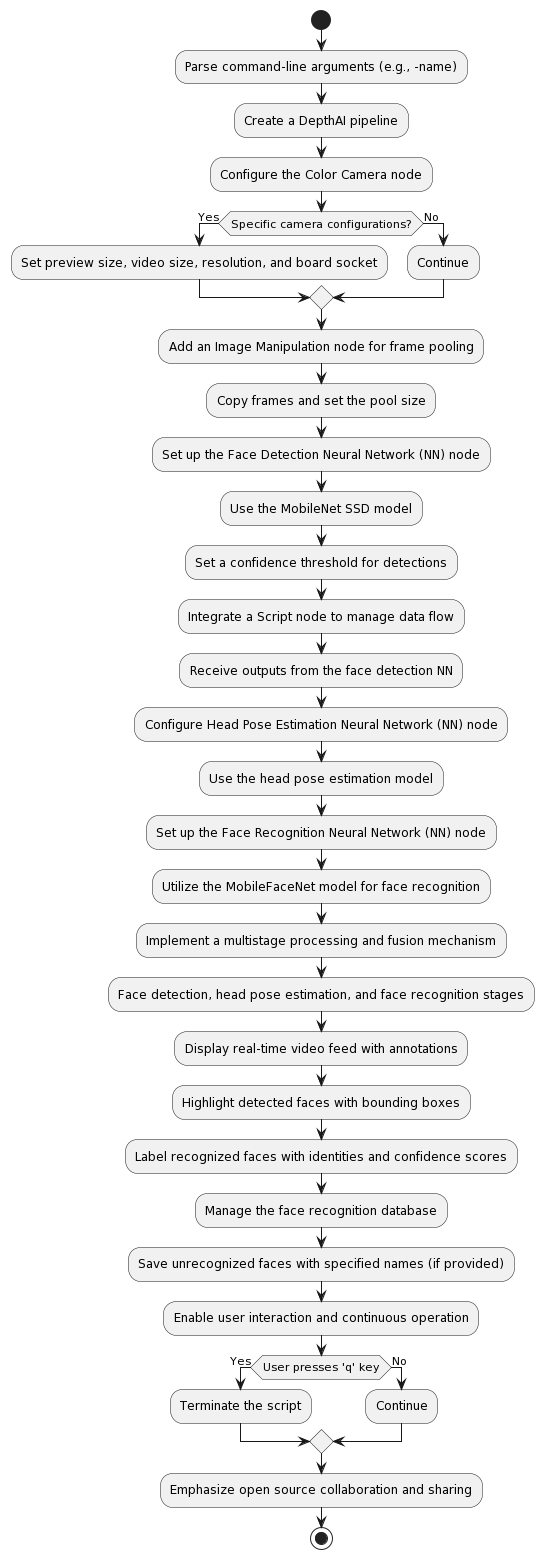 Parse command-line arguments (e.g., -name)
Create a DepthAI pipeline
Configure the Color Camera node
Yes
Specific camera configurations?
No
Set preview size, video size, resolution, and board socket
Continue
Add an Image Manipulation node for frame pooling
Copy frames and set the pool size
Set up the Face Detection Neural Network (NN) node
Use the MobileNet SSD model
Set a confidence threshold for detections
Integrate a Script node to manage data flow
Receive outputs from the face detection NN
Configure Head Pose Estimation Neural Network (NN) node
Use the head pose estimation model
Set up the Face Recognition Neural Network (NN) node
Utilize the MobileFaceNet model for face recognition
Implement a multistage processing and fusion mechanism
Face detection, head pose estimation, and face recognition stages
Display real-time video feed with annotations
Highlight detected faces with bounding boxes
Label recognized faces with identities and confidence scores
Manage the face recognition database
Save unrecognized faces with specified names (if provided)
Enable user interaction and continuous operation
Yes
User presses 'q' key
No
Terminate the script
Continue
Emphasize open source collaboration and sharing